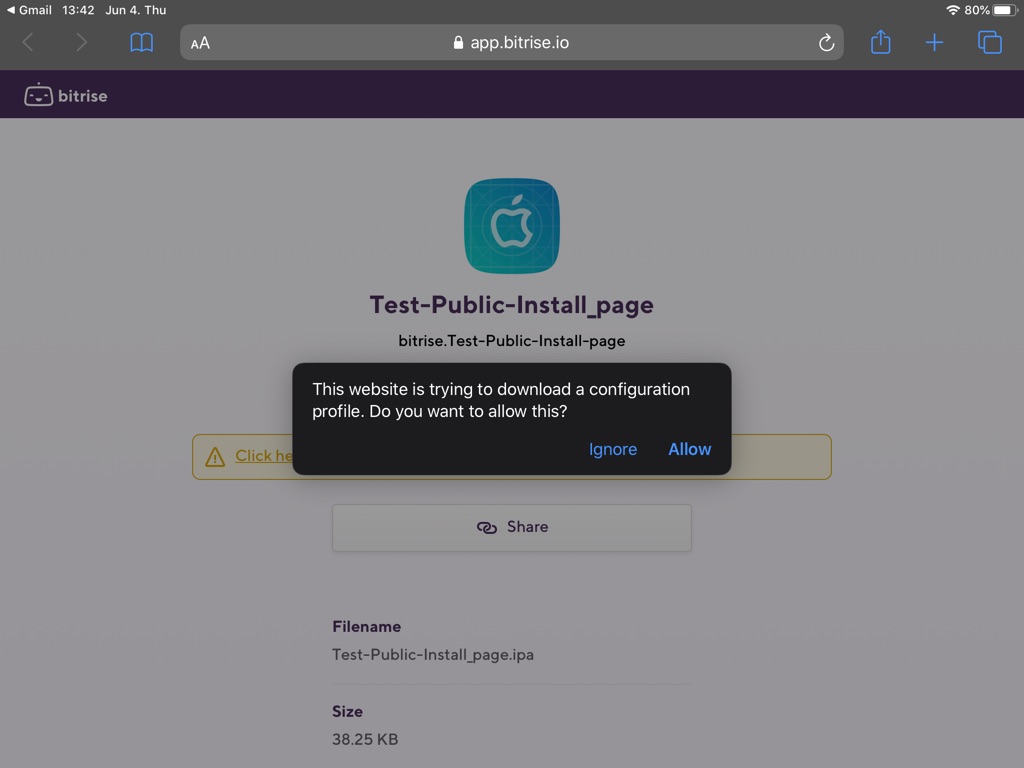 Gmail 13:42 Jun 4. Thu 80%
AA app.bitrise.io
bitrise
Test-Public-Install_page
bitrise.Test-Public-Install-page
This website is trying to download a configuration
profile. Do you want to allow this?
Ignore Allow
Click he
Share
Filename
Test-Public-Install_page.ipa
Size
38.25 KB